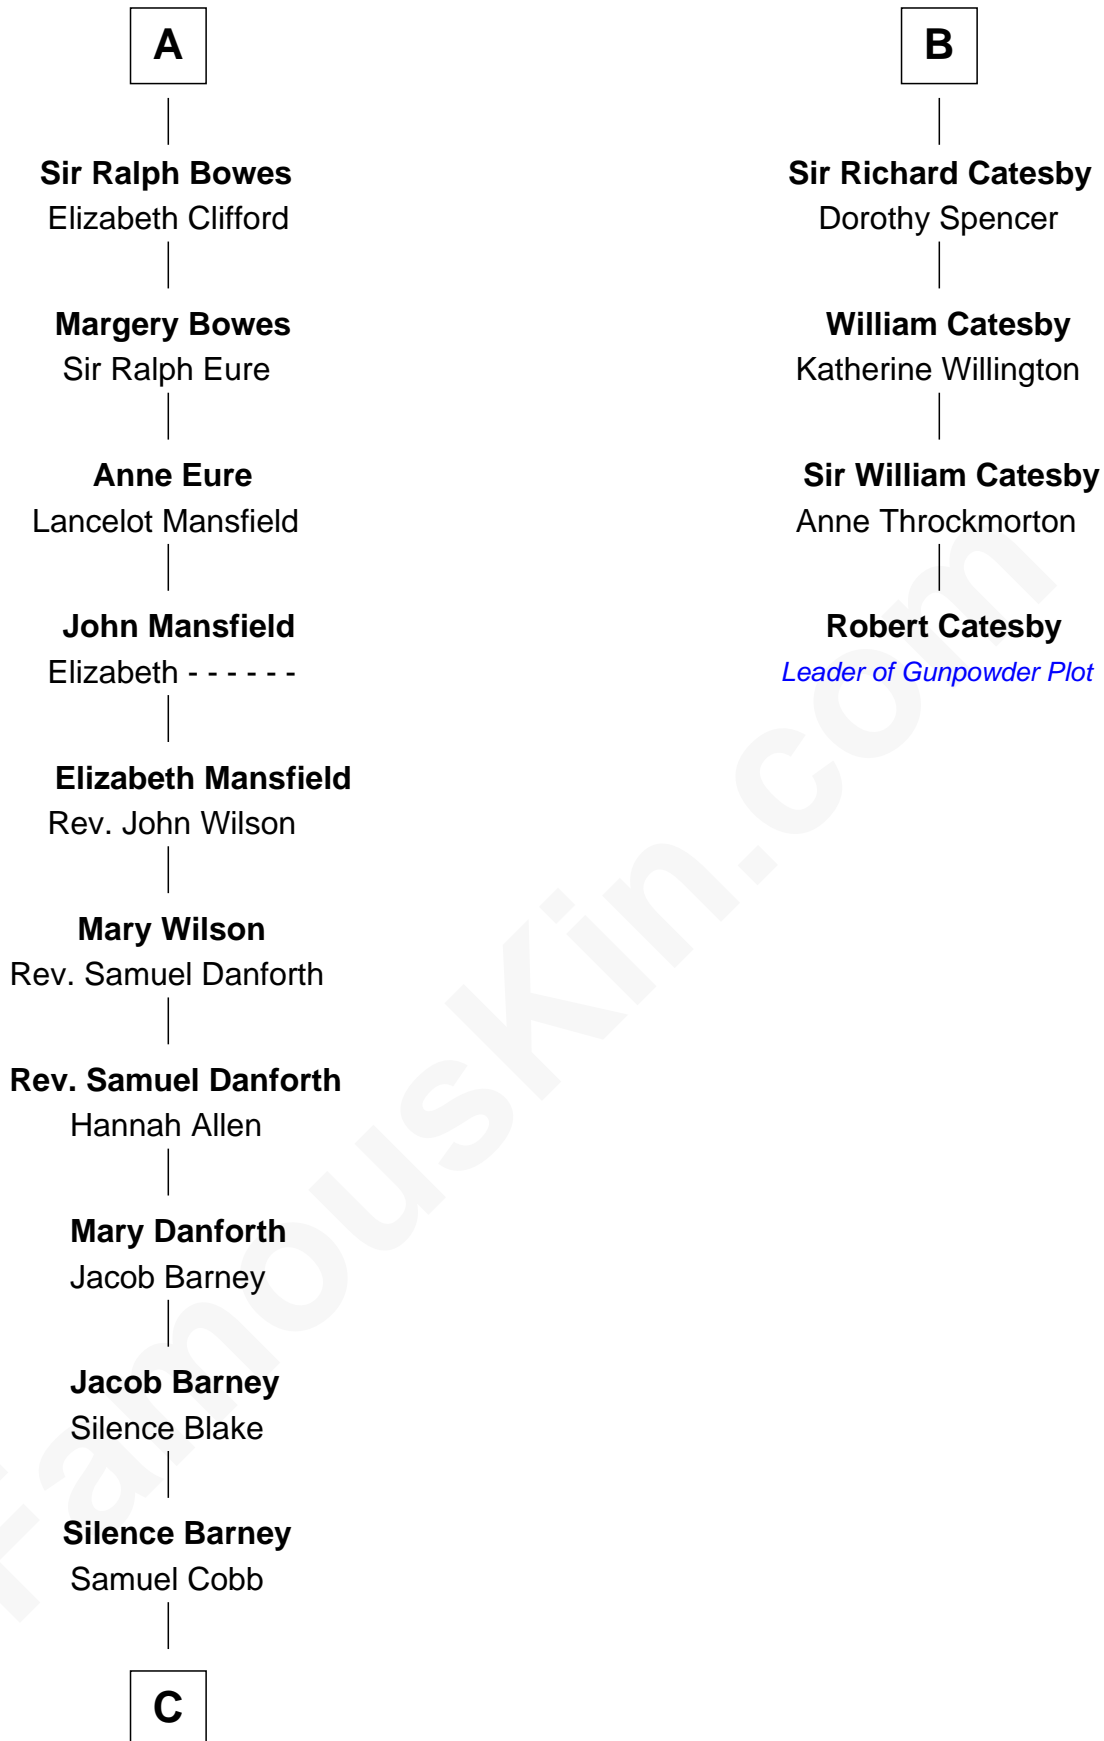 A
Sir Ralph Bowes
Elizabeth Clifford
Margery Bowes
Sir Ralph Eure
Anne Eure
Lancelot Mansfield
John Mansfield
Elizabeth - - - - - -
Elizabeth Mansfield
Rev. John Wilson
Mary Wilson
Rev. Samuel Danforth
Rev. Samuel Danforth
Hannah Allen
Mary Danforth
Jacob Barney
Jacob Barney
Silence Blake
Silence Barney
Samuel Cobb
C
B
Sir Richard Catesby
Dorothy Spencer
William Catesby
Katherine Willington
Sir William Catesby
Anne Throckmorton
Robert Catesby
Leader of Gunpowder Plot
FamousKin.com